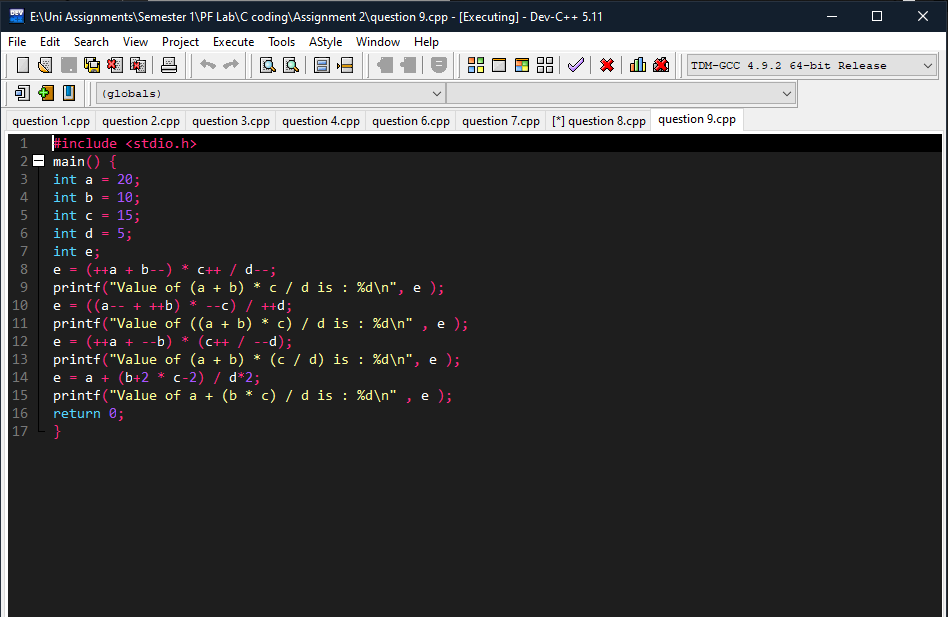 E:\Uni Assignments\Semester 1\PF Lab\C coding\Assignment 2\question 9.cpp - [Executing] - Dev-C++ 5.11
File Edit Search View Project Execute Tools AStyle Window Help
TDM-GCC 4.9.2 64-bit Release
(globals)
question 1.cpp question 2.cpp question 3.cpp question 4.cpp question 6.cpp question 7.cpp [*] question 8.cpp question 9.cpp
1 #include <stdio.h>
2 main() {
3 int a = 20;
4 int b = 10;
5 int c = 15;
6 int d = 5;
7 int e;
8 e = (++a + b--) * c++ / d--;
9 printf("Value of (a + b) * c / d is : %d\n", e );
10 e = ((a-- + ++b) * --c) / ++d;
11 printf("Value of ((a + b) * c) / d is : %d\n" , e );
12 e = (++a + --b) * (c++ / --d);
13 printf("Value of (a + b) * (c / d) is : %d\n", e );
14 e = a + (b+2 * c-2) / d*2;
15 printf("Value of a + (b * c) / d is : %d\n" , e );
16 return 0;
17 }